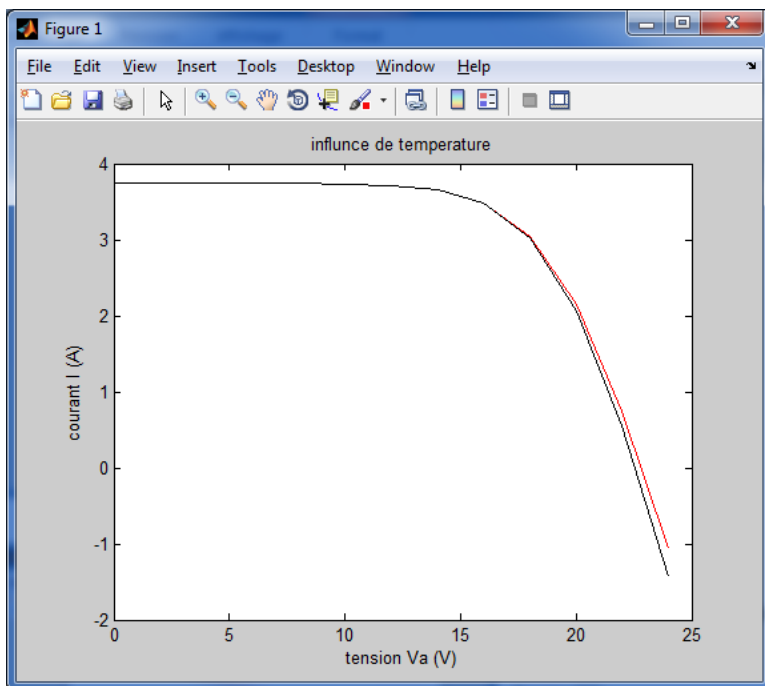 Figure 1
File Edit View Insert Tools Desktop Window Help
influnce de temperature
4
3
2
1
0
-1
-2
courant I (A)
0 5 10 15 20 25
tension Va (V)